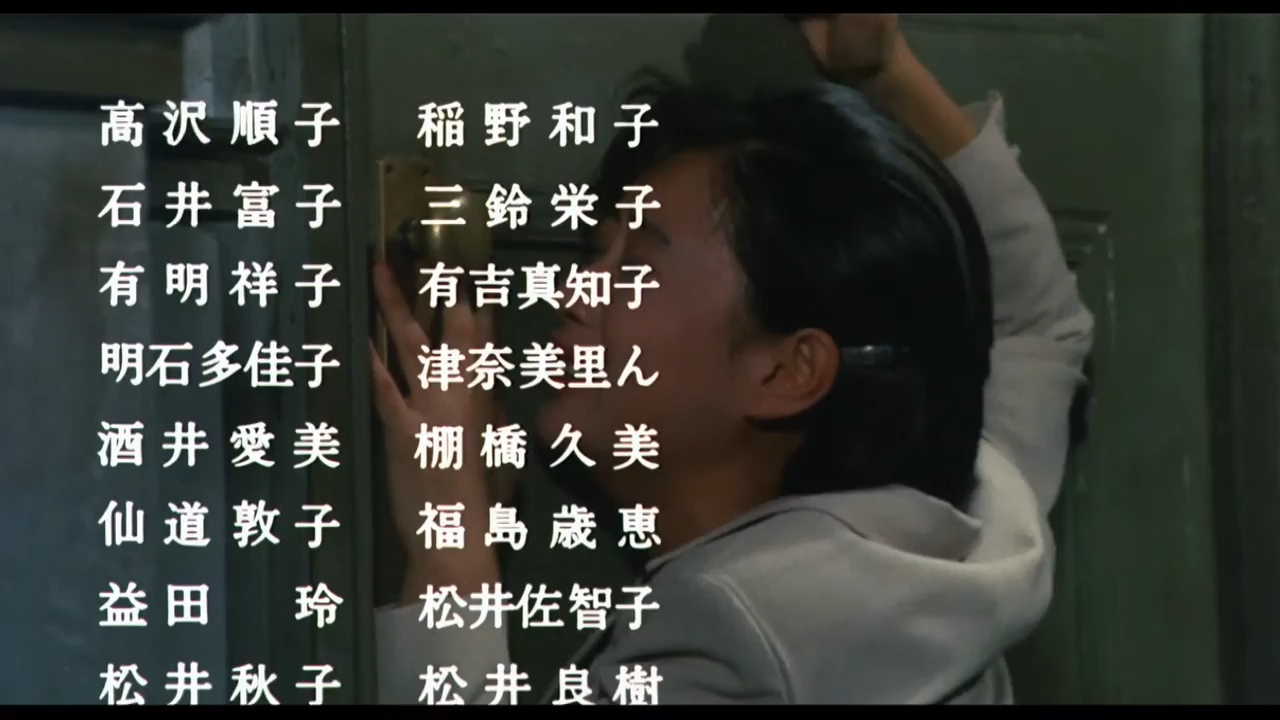 高沢順子 稲野和子
石井富子 三鈴栄子
有明祥子 有吉真知子
明石多佳子 津奈美里ん
酒井愛美 棚橋久美
仙道敦子 福島歳恵
益田玲 松井佐智子
松井秋子 松井良樹